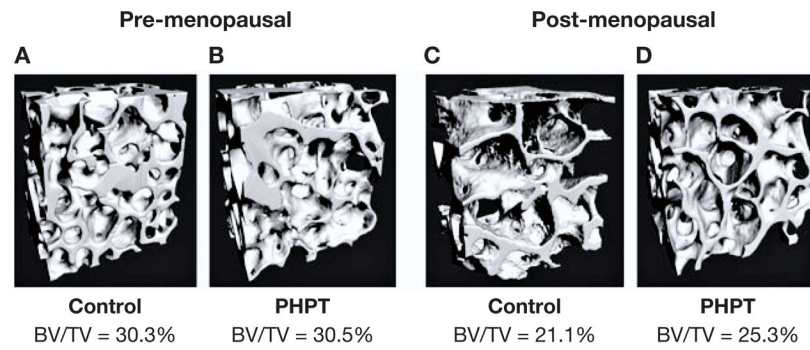 Pre-menopausal
Post-menopausal
A
B
C
D
Control
PHPT
Control
PHPT
BV/TV = 30.3%
BV/TV = 30.5%
BV/TV = 21.1%
BV/TV = 25.3%